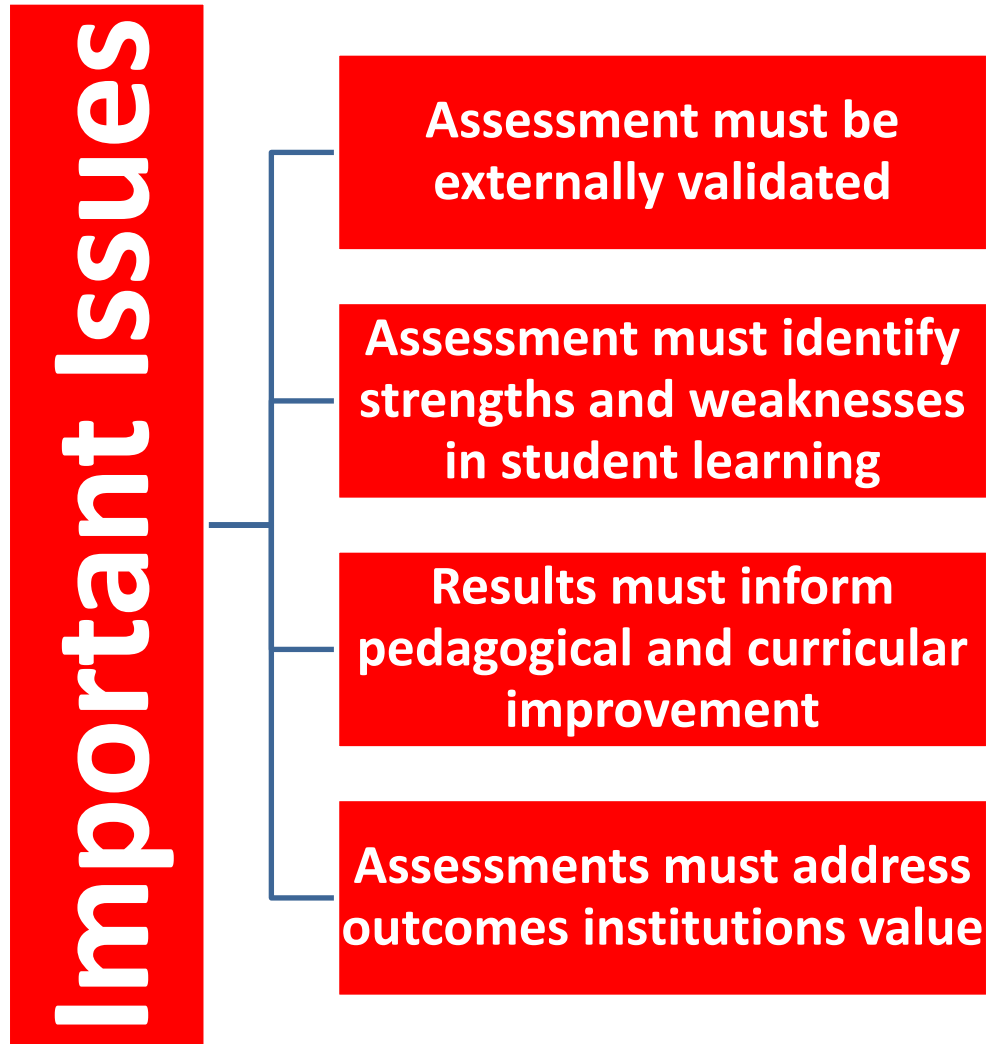 Important Issues
Assessment must be
externally validated
Assessment must identify
strengths and weaknesses
in student learning
Results must inform
pedagogical and curricular
improvement
Assessments must address
outcomes institutions value